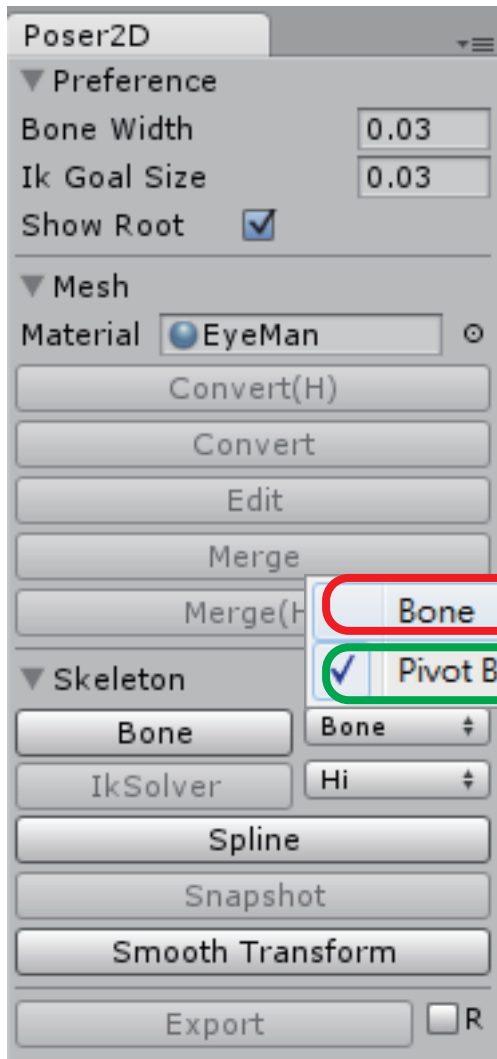 Poser2D
Preference
Bone Width 0.03
Ik Goal Size 0.03
Show Root
Mesh
Material EyeMan
Convert(H)
Convert
Edit
Merge
Merge(H
Bone
Pivot B
Skeleton
Bone Bone
IkSolver Hi
Spline
Snapshot
Smooth Transform
Export R